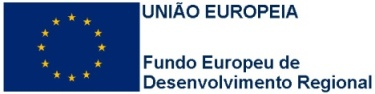 UNIÃO EUROPEIA
Fundo Europeu de
Desenvolvimento Regional